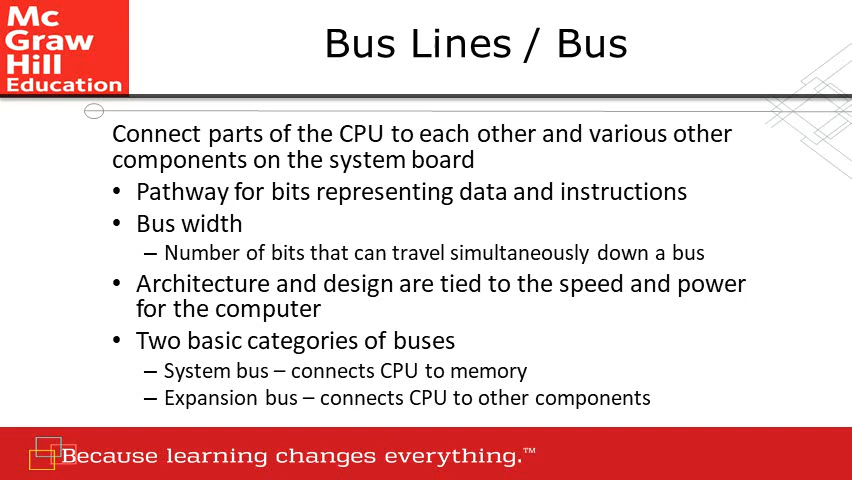 Mc
Graw
Hill
Education
Bus Lines / Bus
Connect parts of the CPU to each other and various other
components on the system board
• Pathway for bits representing data and instructions
• Bus width
– Number of bits that can travel simultaneously down a bus
• Architecture and design are tied to the speed and power
for the computer
• Two basic categories of buses
– System bus – connects CPU to memory
– Expansion bus – connects CPU to other components
Because learning changes everything.™